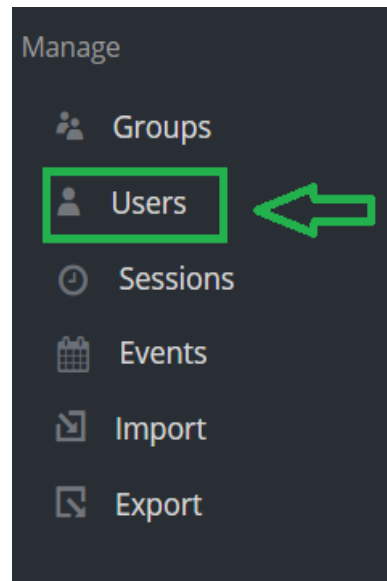 Manage
Groups
Users
Sessions
Events
Import
Export